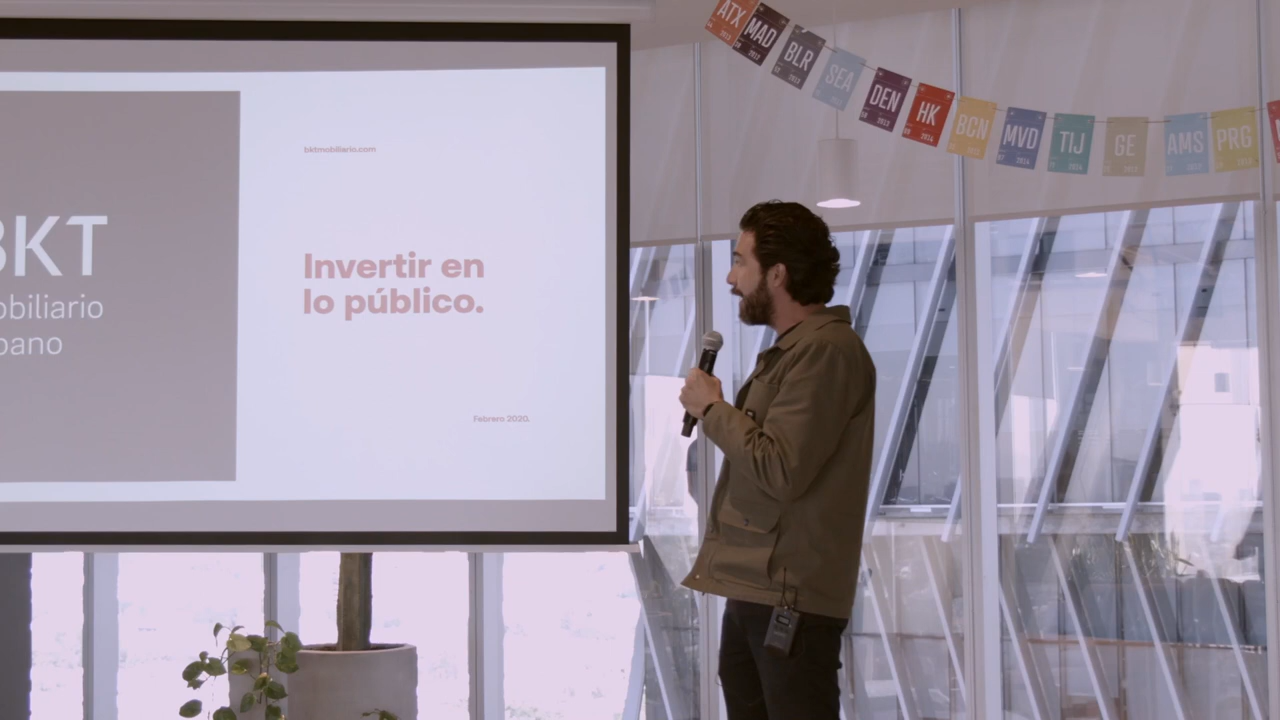 BKT
mobiliario
bano
bktmobiliario.com
Invertir en
lo público.
Febrero 2020.
ATX
MAD
BLR
SEA
DEN
HK
BCN
MVD
TIJ
GE
AMS
PRG